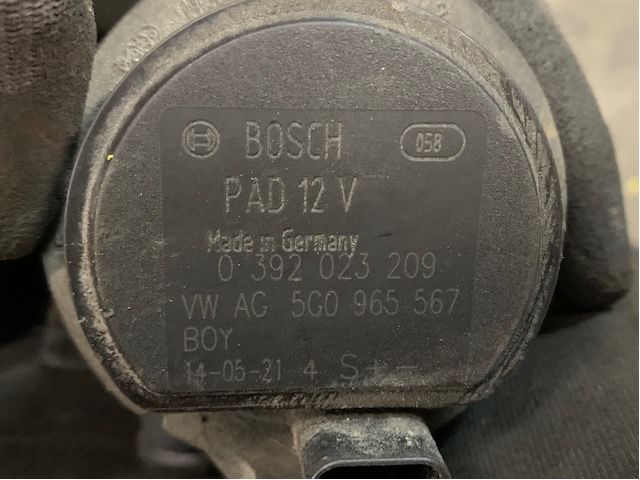 BOSCH 058
PAD 12 V
Made in Germany
0 392 023 209
VW AG 5G0 965 567
BOY
14-05-21 4 S+-